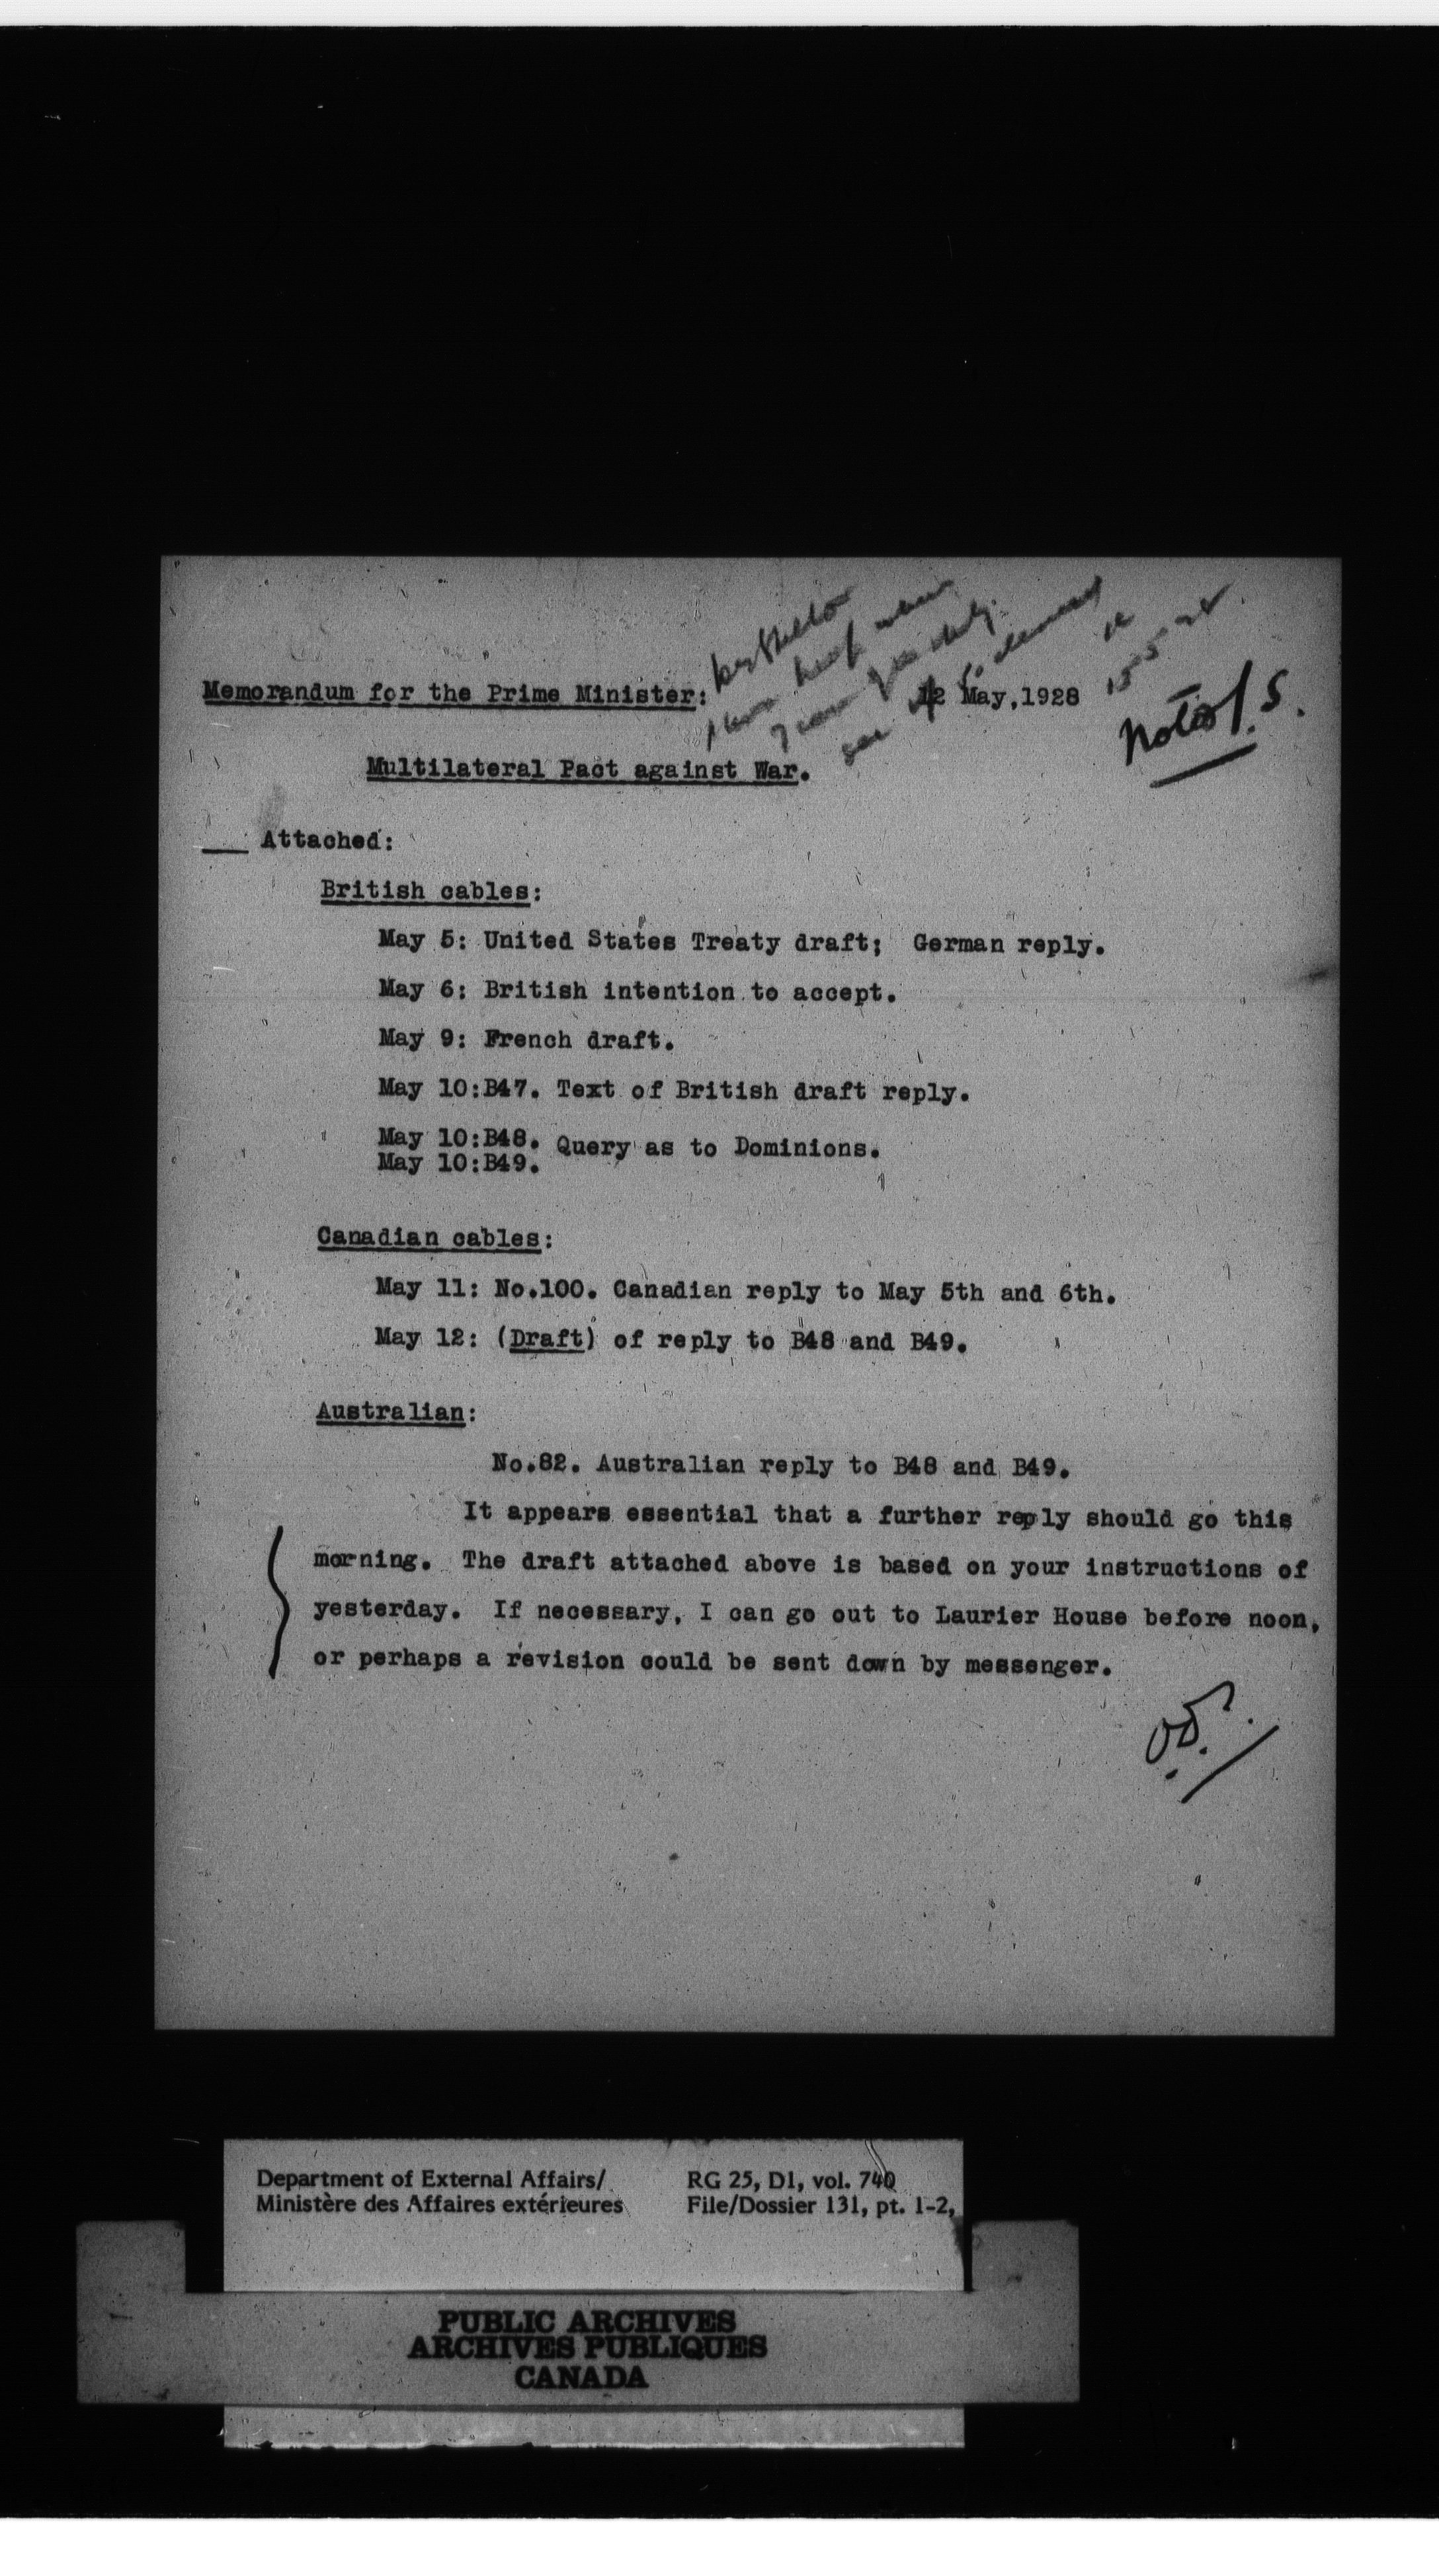 Memorandum for the Prime Minister:
12 May, 1928
15 5 28
Noted
Multilateral Pact against War.
Attached:
British cables:
May 5: United States Treaty draft; German reply.
May 6: British intention to accept.
May 9: French draft.
May 10:B47. Text of British draft reply.
May 10:B48. Query as to Dominions.
May 10:B49.
Canadian cables:
May 11: No.100. Canadian reply to May 5th and 6th.
May 12: (Draft) of reply to B48 and B49.
Australian:
No.82. Australian reply to B48 and B49.
It appears essential that a further reply should go this
morning. The draft attached above is based on your instructions of
yesterday. If necessary, I can go out to Laurier House before noon,
or perhaps a revision could be sent down by messenger.
Department of External Affairs/
Ministère des Affaires extérieures
RG 25, D1, vol. 740
File/Dossier 131, pt. 1-2,
PUBLIC ARCHIVES
ARCHIVES PUBLIQUES
CANADA